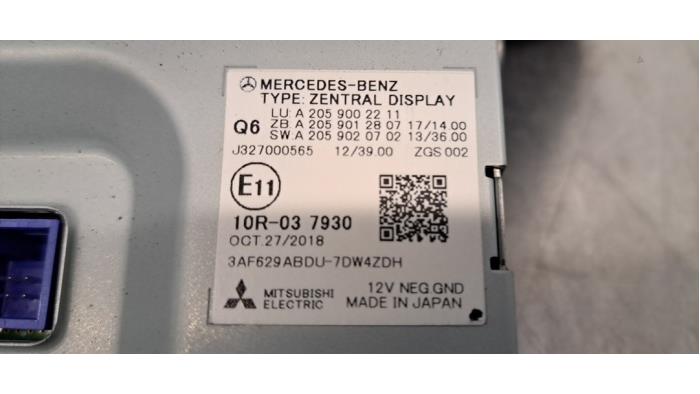 MERCEDES-BENZ
TYPE: ZENTRAL DISPLAY
LU: A 205 900 22 11
Q6 ZB: A 205 901 28 07 17/14.00
SW: A 205 902 07 02 13/36.00
J327000565 12/39.00 ZGS 002
E11
10R-03 7930
OCT.27/2018
3AF629ABDU-7DW4ZDH
MITSUBISHI ELECTRIC
12V NEG.GND
MADE IN JAPAN